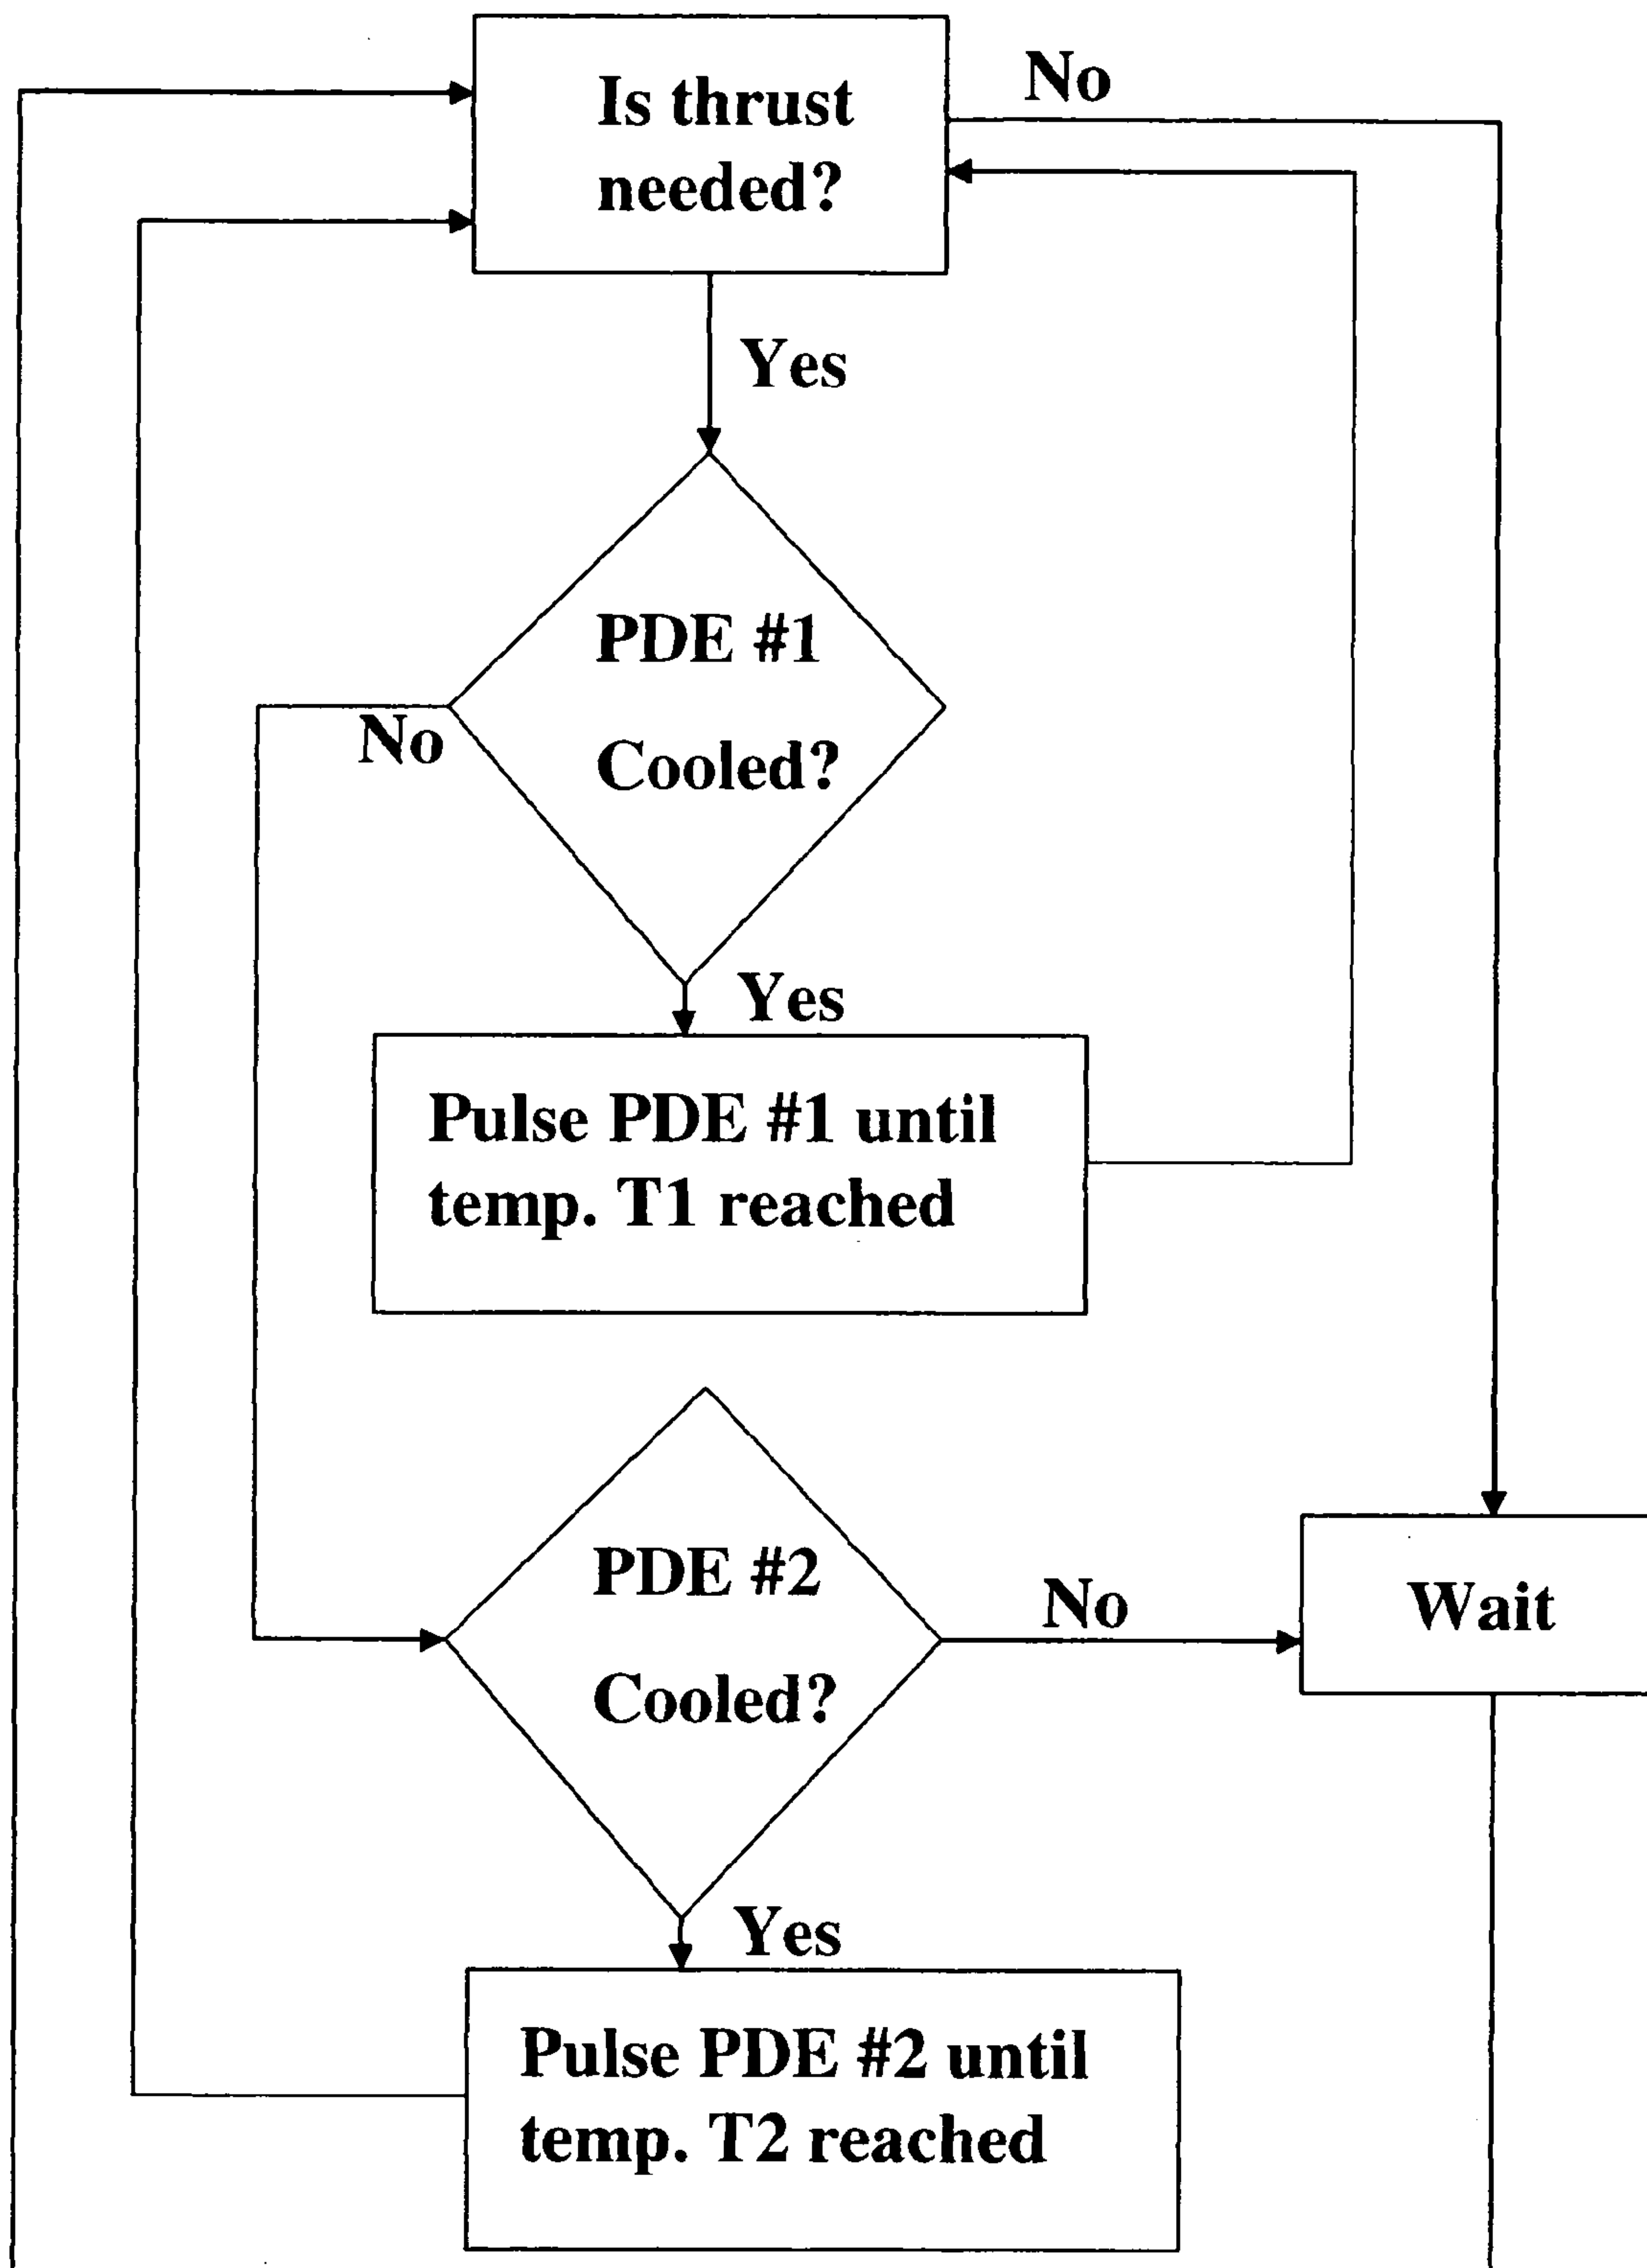 Is thrust
needed?
No
Yes
PDE #1
Cooled?
No
Yes
Pulse PDE #1 until
temp. T1 reached
PDE #2
Cooled?
No
Wait
Yes
Pulse PDE #2 until
temp. T2 reached